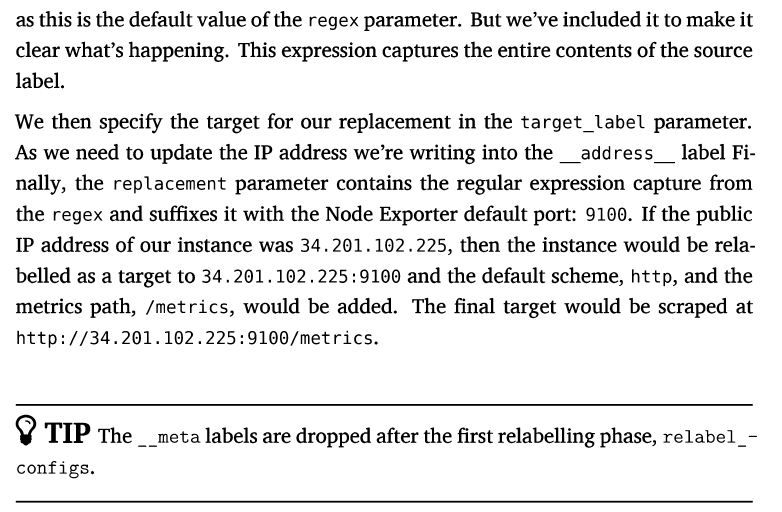 as this is the default value of the regex parameter. But we’ve included it to make it
clear what’s happening. This expression captures the entire contents of the source
label.
We then specify the target for our replacement in the target_label parameter.
As we need to update the IP address we’re writing into the __address__ label Fi-
nally, the replacement parameter contains the regular expression capture from
the regex and suffixes it with the Node Exporter default port: 9100. If the public
IP address of our instance was 34.201.102.225, then the instance would be rela-
belled as a target to 34.201.102.225:9100 and the default scheme, http, and the
metrics path, /metrics, would be added. The final target would be scraped at
http://34.201.102.225:9100/metrics.
TIP The __meta labels are dropped after the first relabelling phase, relabel_-
configs.